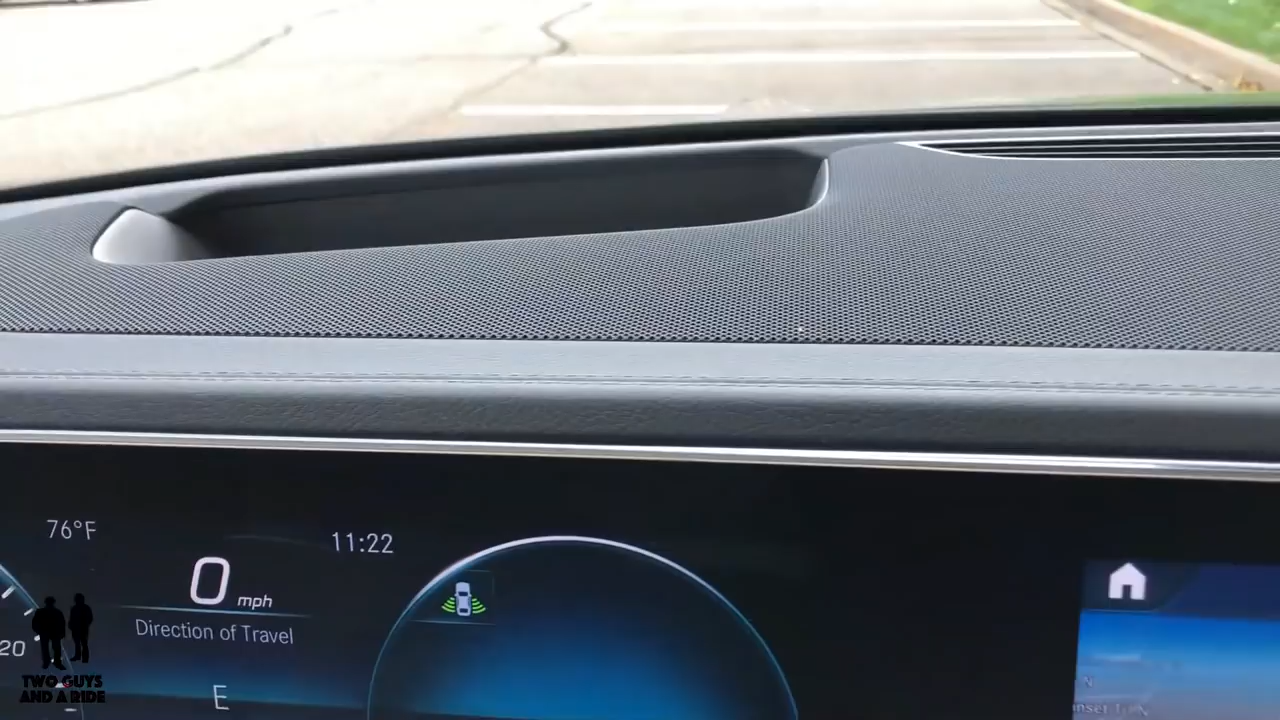 76°F
11:22
0 mph
Direction of Travel
20
E
TWO GUYS
AND A RIDE